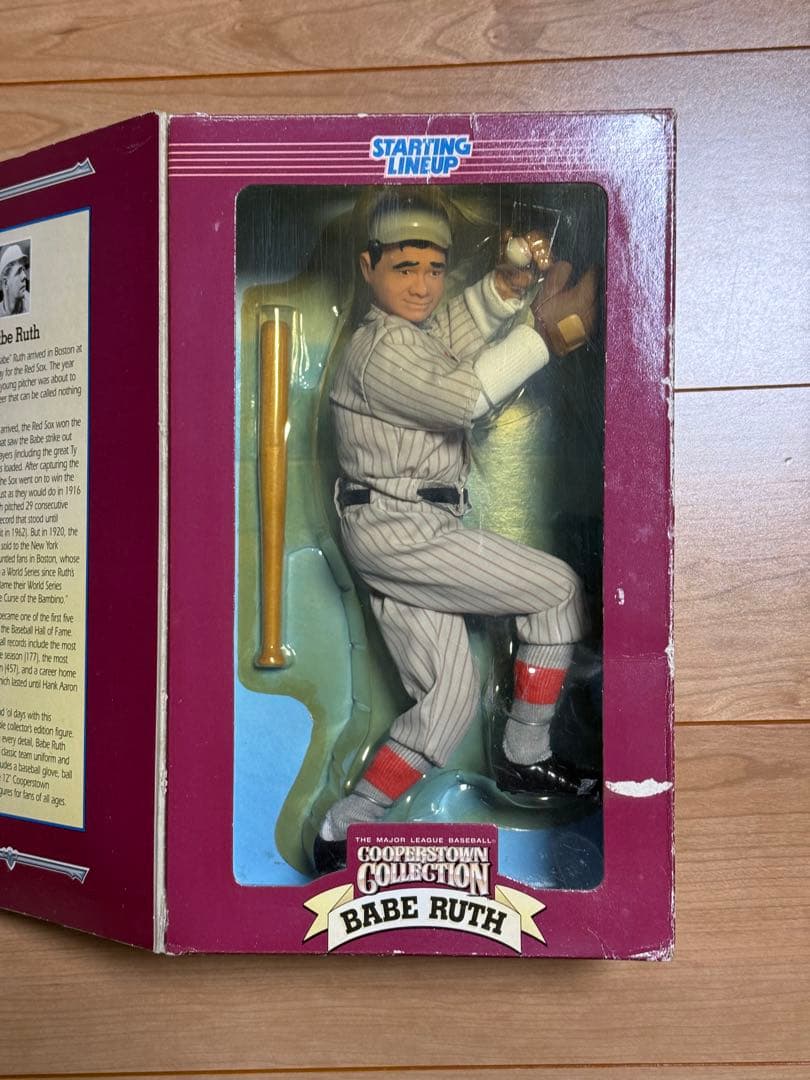 be Ruth
abe" Ruth arrived in Boston at
y for the Red Sox. The year
young pitcher was about to
eer that can be called nothing
arrived, the Red Sox won the
at saw the Babe strike out
ayers (including the great Ty
s loaded. After capturing the
he Sox went on to win the
ust as they would do in 1916
h pitched 29 consecutive
ecord that stood until
it in 1962). But in 1920, the
sold to the New York
unted fans in Boston, whose
a World Series since Ruth's
lame their World Series
e Curse of the Bambino."
became one of the first five
the Baseball Hall of Fame.
all records include the most
e season (177), the most
n (457), and a career home
hich lasted until Hank Aaron
d 'ol days with this
le collector's edition figure.
every detail, Babe Ruth
classic team uniform and
udes a baseball glove, ball
e 12" Cooperstown
gures for fans of all ages.
STARTING
LINEUP
THE MAJOR LEAGUE BASEBALL
COOPERSTOWN
COLLECTION
BABE RUTH